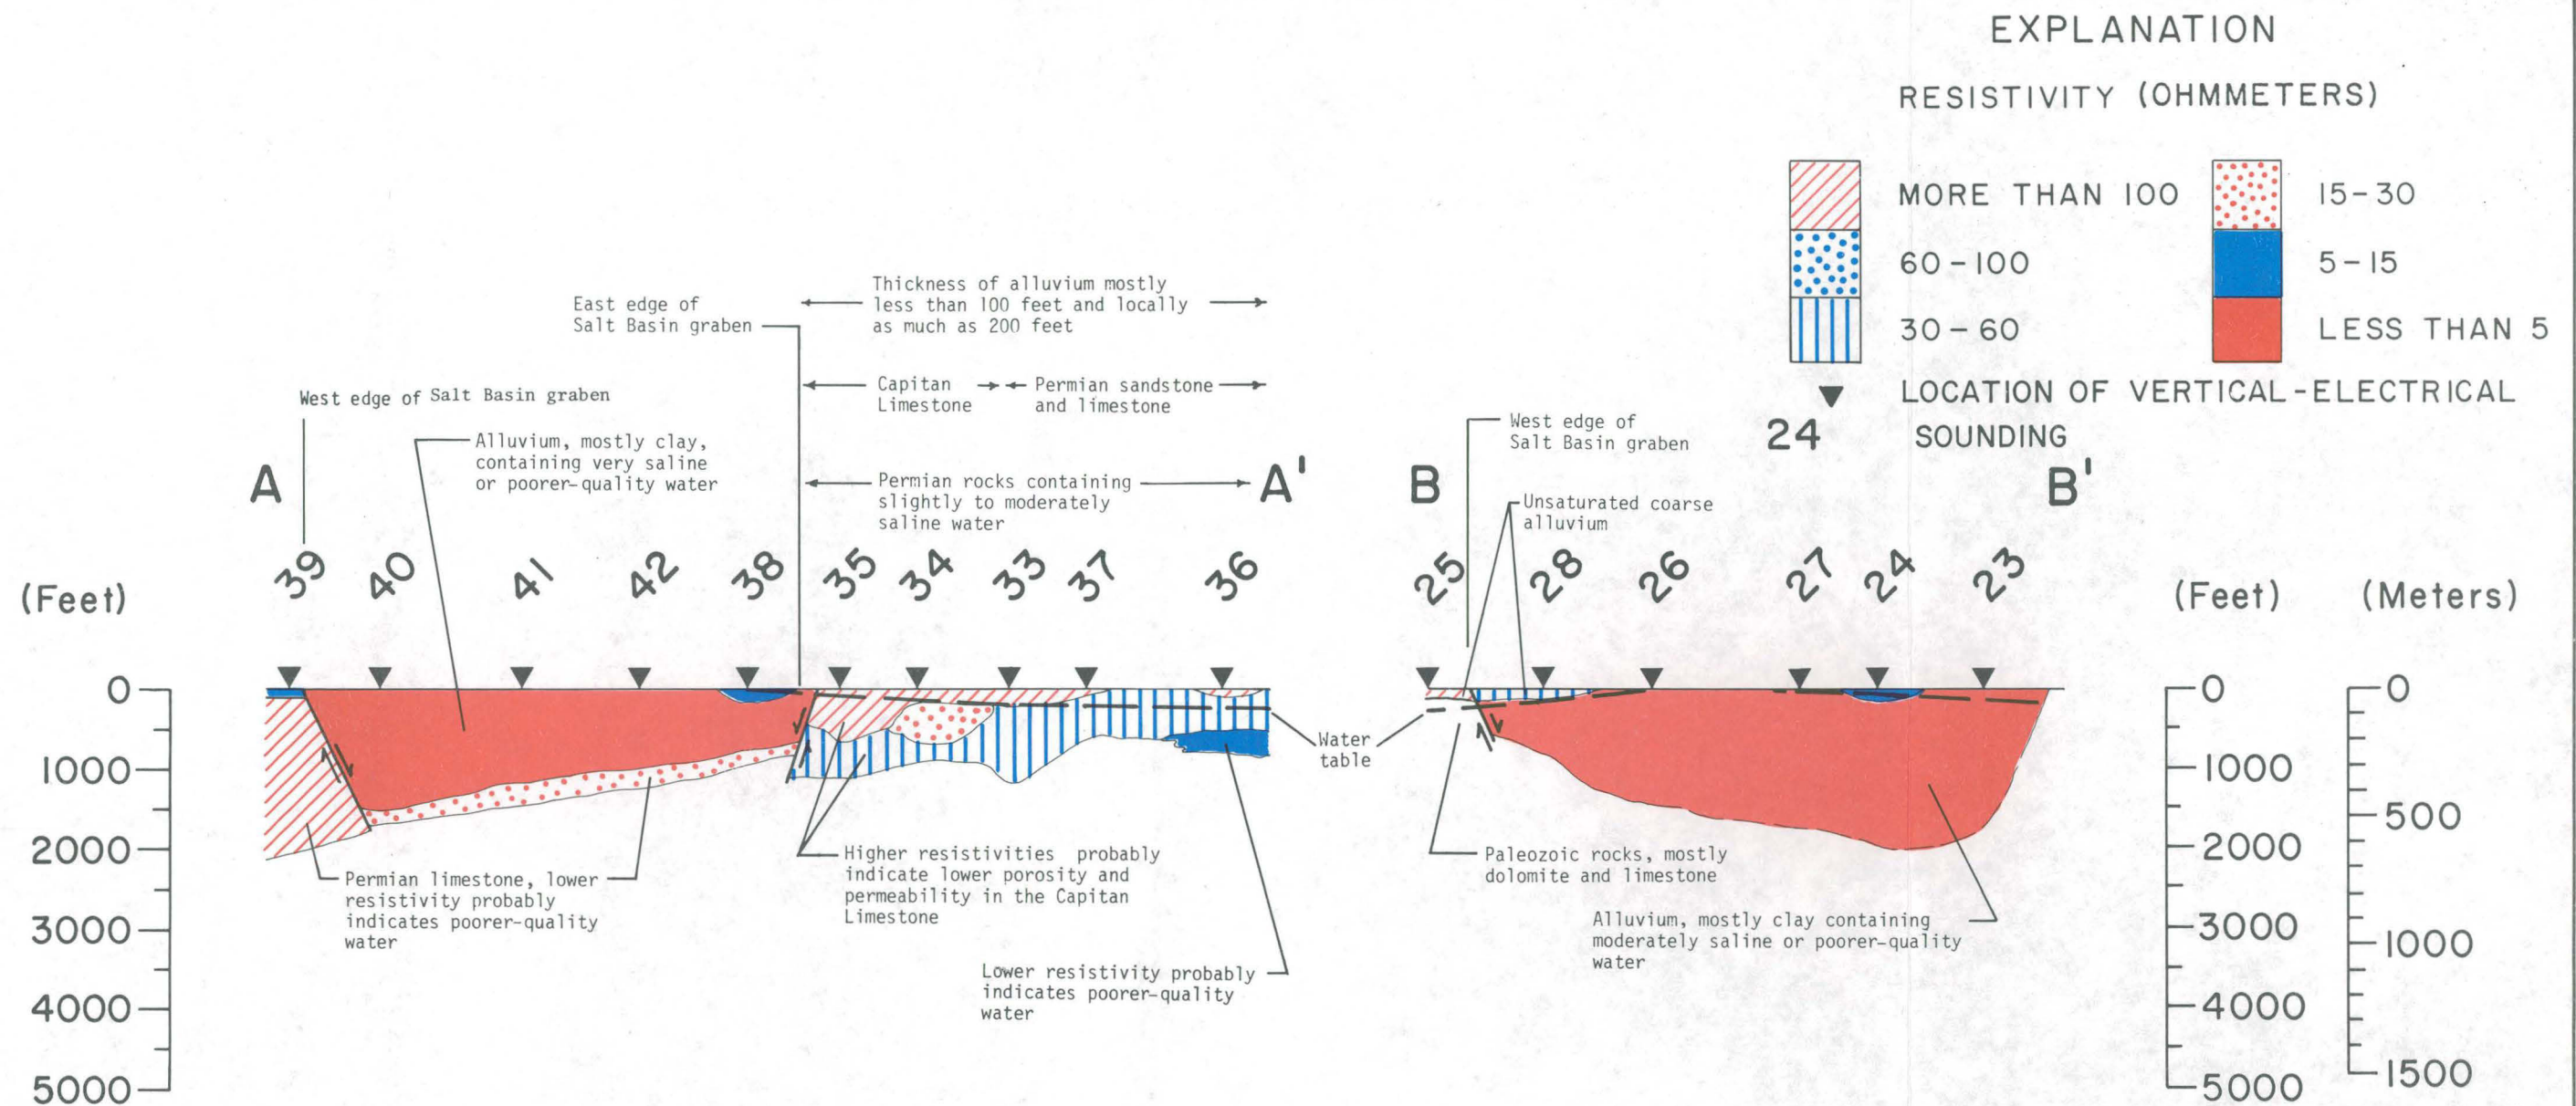 EXPLANATION
RESISTIVITY (OHMMETERS)
MORE THAN 100
60-100
30-60
15-30
5-15
LESS THAN 5
LOCATION OF VERTICAL-ELECTRICAL
24 SOUNDING
Thickness of alluvium mostly
less than 100 feet and locally
as much as 200 feet
East edge of
Salt Basin graben
Capitan
Limestone
Permian sandstone
and limestone
West edge of Salt Basin graben
Alluvium, mostly clay,
containing very saline
or poorer-quality water
Permian rocks containing
slightly to moderately
saline water
A
A'
39 40 41 42 38 35 34 33 37 36
(Feet)
0
1000
2000
3000
4000
5000
Permian limestone, lower
resistivity probably
indicates poorer-quality
water
Higher resistivities probably
indicate lower porosity and
permeability in the Capitan
Limestone
Lower resistivity probably
indicates poorer-quality
water
Water
table
West edge of
Salt Basin graben
B
B'
Unsaturated coarse
alluvium
25 28 26 27 24 23
Paleozoic rocks, mostly
dolomite and limestone
Alluvium, mostly clay containing
moderately saline or poorer-quality
water
(Feet)
0
1000
2000
3000
4000
5000
(Meters)
0
500
1000
1500